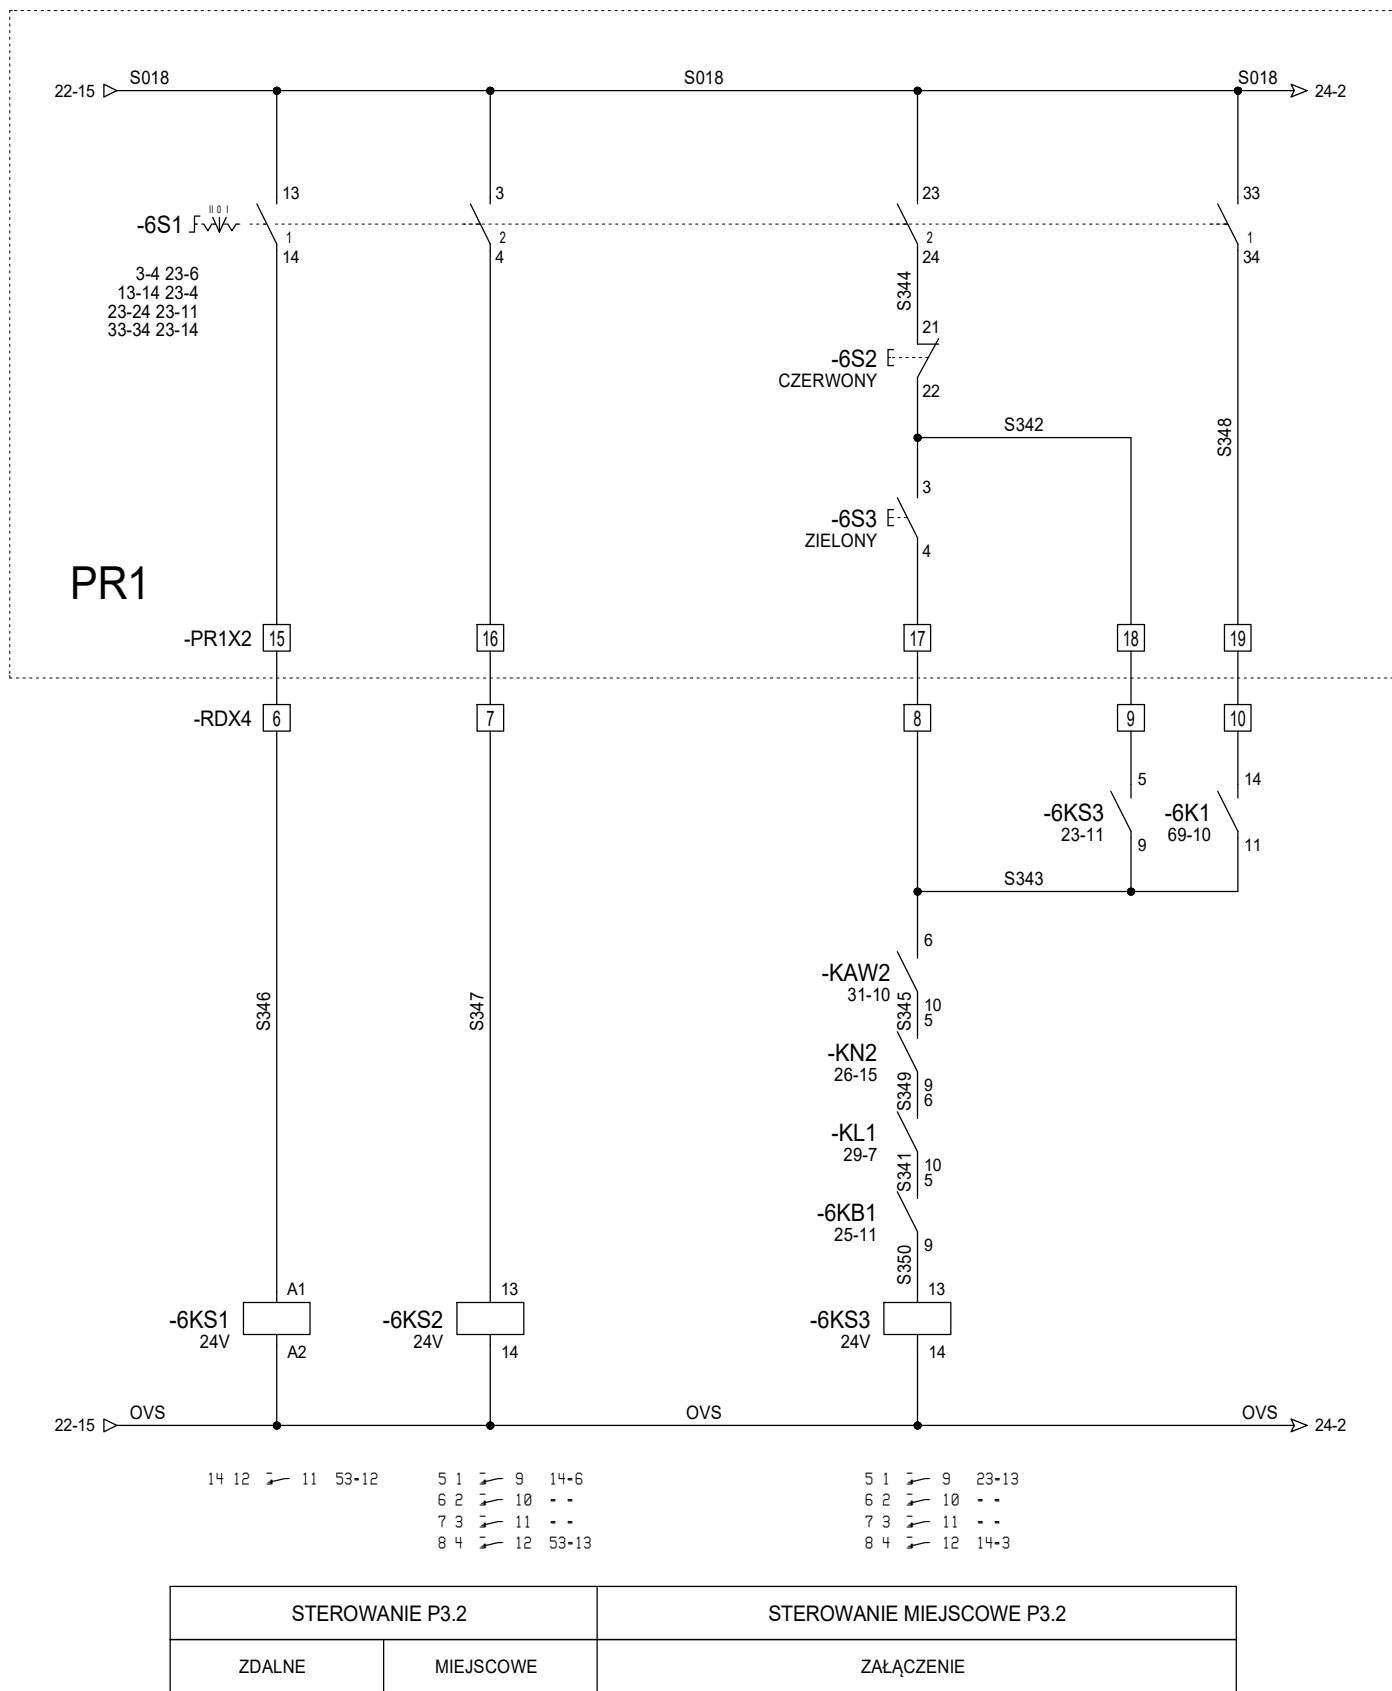 S018 S018 S018
22-15 24-2
13 3 23 33
II 0 I
-6S1
1 2 2 1
14 4 24 34
3-4 23-6
13-14 23-4
23-24 23-11
33-34 23-14
S344
21
-6S2
CZERWONY
22
S342
S348
3
-6S3
ZIELONY
4
PR1
-PR1X2 15 16 17 18 19
-RDX4 6 7 8 9 10
5 14
-6KS3 -6K1
23-11 69-10
9 11
S343
6
-KAW2
31-10
10
S346 S347 S345
5
-KN2
26-15
9
S349
6
-KL1
29-7
10
S341
5
-6KB1
25-11
9
S350
A1 13 13
-6KS1 -6KS2 -6KS3
24V 24V 24V
A2 14 14
OVS OVS OVS
22-15 24-2
14 12 11 53-12 5 1 9 14-6 5 1 9 23-13
6 2 10 - - 6 2 10 - -
7 3 11 - - 7 3 11 - -
8 4 12 53-13 8 4 12 14-3
STEROWANIE P3.2 STEROWANIE MIEJSCOWE P3.2
ZDALNE MIEJSCOWE ZAŁĄCZENIE